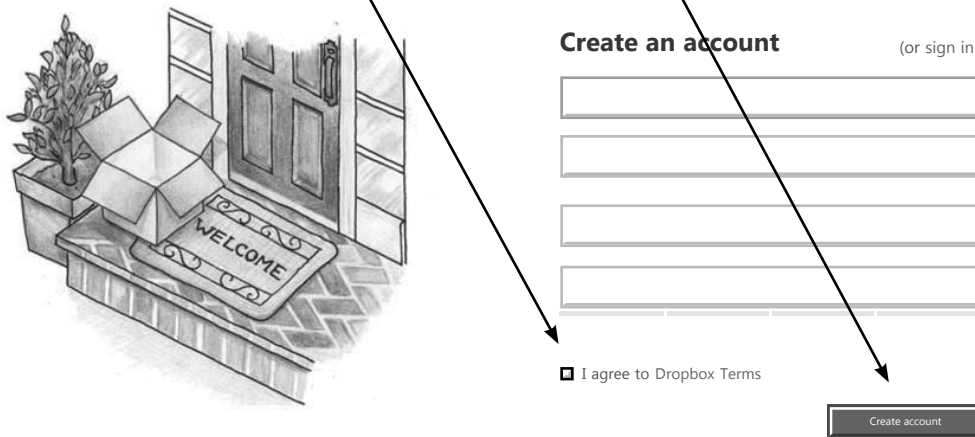 Create an account
(or sign in
WELCOME
I agree to Dropbox Terms
Create account